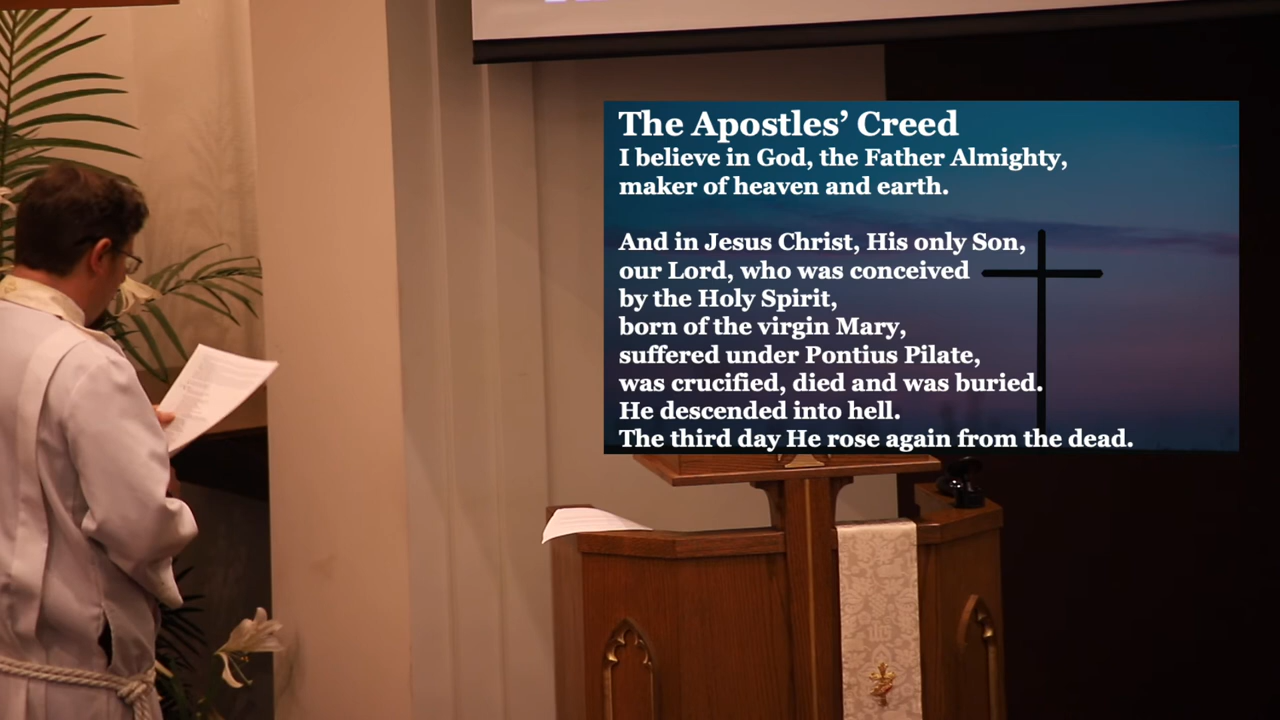 The Apostles’ Creed
I believe in God, the Father Almighty,
maker of heaven and earth.
And in Jesus Christ, His only Son,
our Lord, who was conceived
by the Holy Spirit,
born of the virgin Mary,
suffered under Pontius Pilate,
was crucified, died and was buried.
He descended into hell.
The third day He rose again from the dead.